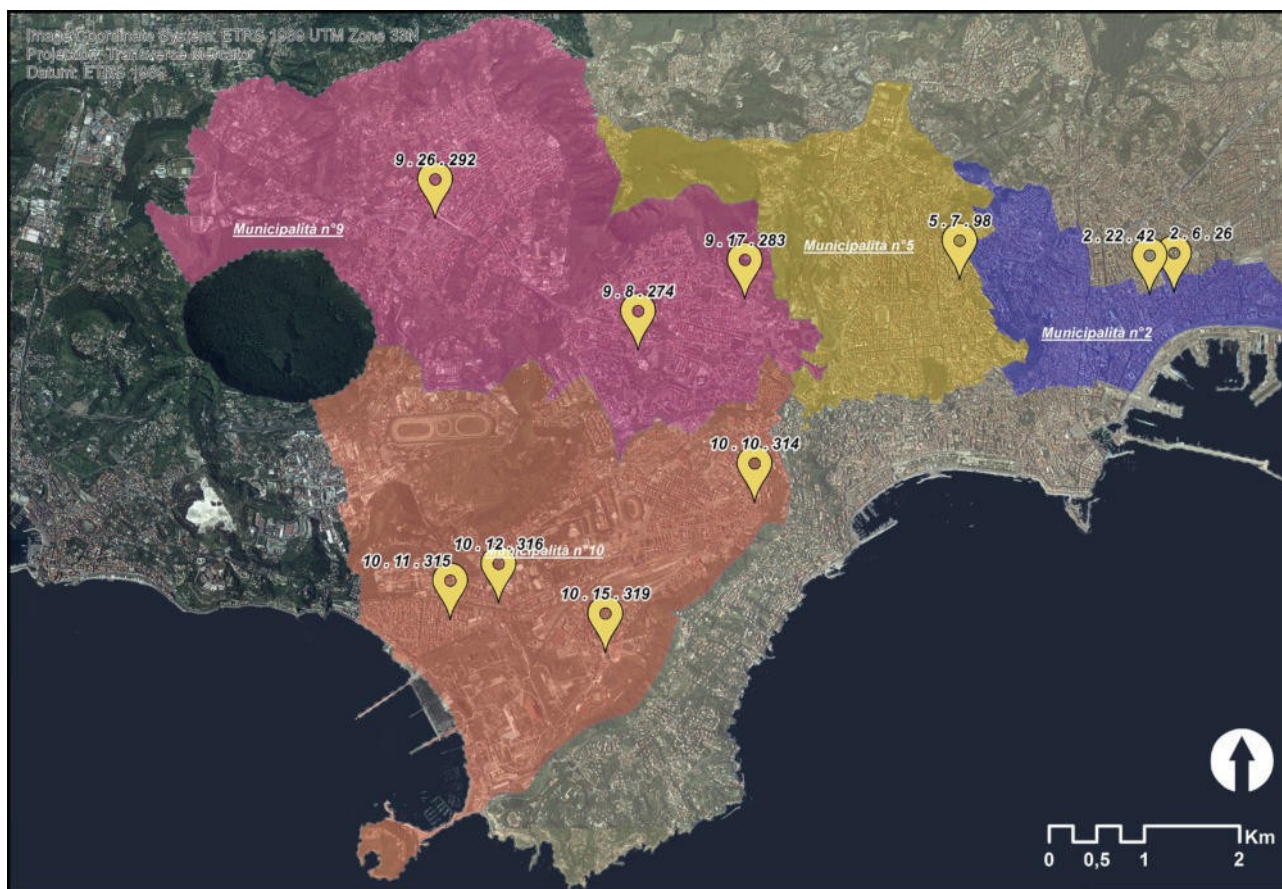 Image Coordinate System: ETRS 1989 UTM Zone 33N
Projection: Transverse Mercator
Datum: ETRS 1989
9 . 26 . 292
Municipalità n°9
9 . 17 . 283
Municipalità n°5
5 . 7 . 98
2 . 22 . 42
2 . 6 . 26
9 . 8 . 274
Municipalità n°2
10 . 10 . 314
10 . 11 . 315
10 . 12 . 316
Municipalità n°10
10 . 15 . 319
Km
0 0,5 1 2